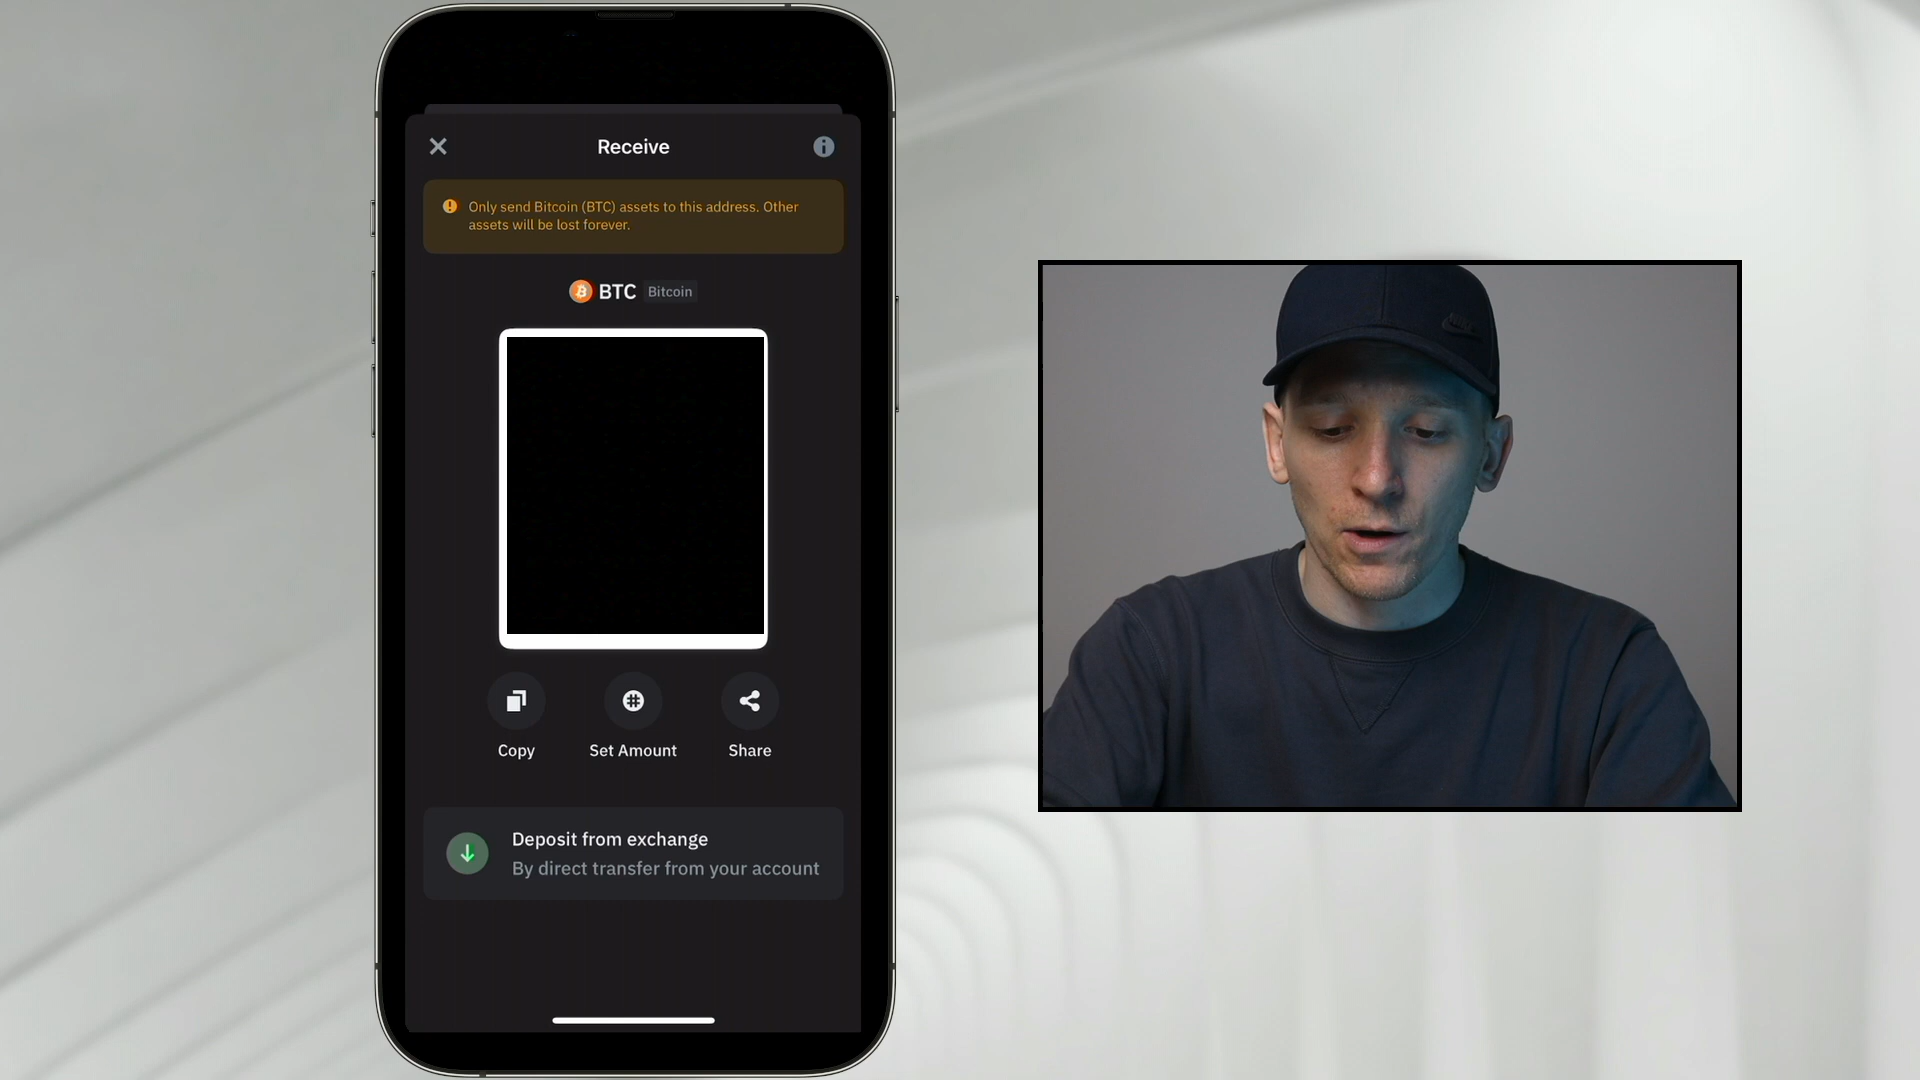 Receive
Only send Bitcoin (BTC) assets to this address. Other
assets will be lost forever.
BTC Bitcoin
Copy Set Amount Share
Deposit from exchange
By direct transfer from your account